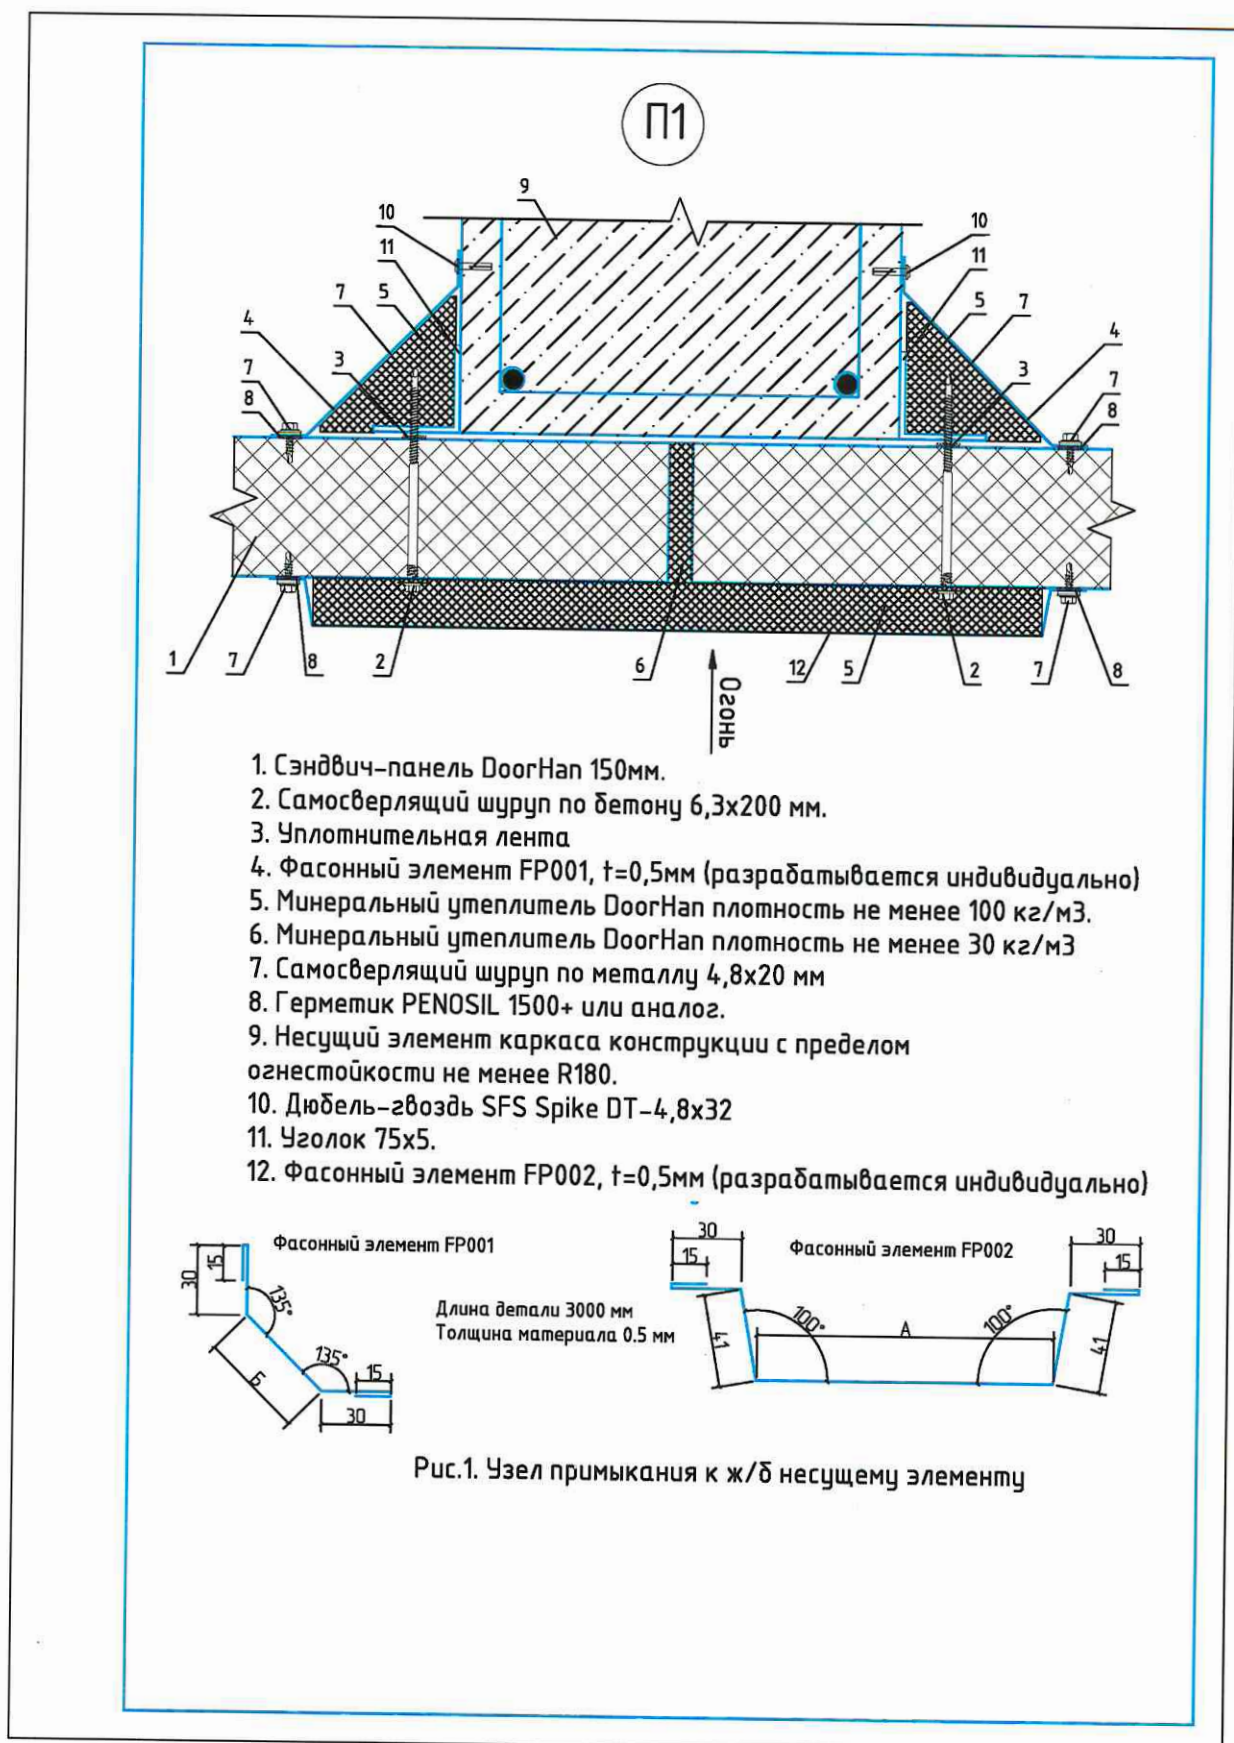 П1
9
10
10
11
11
7
5
5
7
4
4
3
3
7
7
8
8
1
7
8
2
6
12
5
2
7
8
Огонь
1. Сэндвич-панель DoorHan 150мм.
2. Самосверлящий шуруп по бетону 6,3х200 мм.
3. Уплотнительная лента
4. Фасонный элемент FP001, t=0,5мм (разрабатывается индивидуально)
5. Минеральный утеплитель DoorHan плотность не менее 100 кг/м3.
6. Минеральный утеплитель DoorHan плотность не менее 30 кг/м3
7. Самосверлящий шуруп по металлу 4,8х20 мм
8. Герметик PENOSIL 1500+ или аналог.
9. Несущий элемент каркаса конструкции с пределом
огнестойкости не менее R180.
10. Дюбель-гвоздь SFS Spike DT-4,8х32
11. Уголок 75х5.
12. Фасонный элемент FP002, t=0,5мм (разрабатывается индивидуально)
Фасонный элемент FP001
30
15
135°
135°
Б
15
30
Длина детали 3000 мм
Толщина материала 0.5 мм
Фасонный элемент FP002
30
15
30
15
41
100°
А
100°
41
Рис.1. Узел примыкания к ж/б несущему элементу